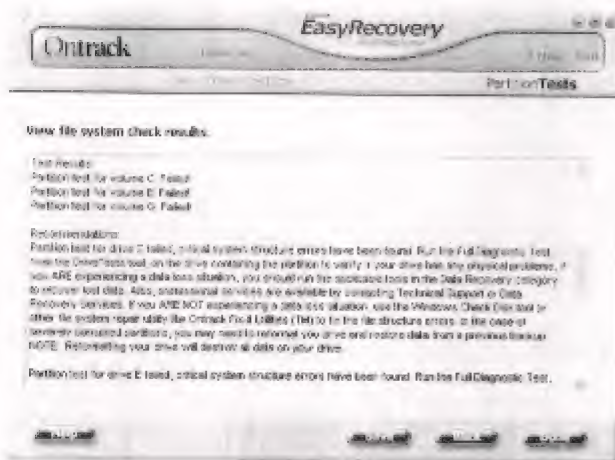 EasyRecovery
Ontrack
PartitionTests
View file system check results.
Test Results:
Partition test for volume C: Failed!
Partition test for volume E: Failed!
Partition test for volume G: Failed!
Recommendations:
Partition test for drive C failed, critical system structure errors have been found. Run the Full Diagnostic Test,
from the DriveTests tool, on the drive containing the partition to verify if your drive has any physical problems. If
you ARE experiencing a data loss situation, you should run the applicable tools in the Data Recovery category
to recover lost data. Also, professional services are available by contacting Technical Support or Data
Recovery Services. If you ARE NOT experiencing a data loss situation, use the Windows Check Disk tool or
other file system repair utility like Ontrack Fix-It Utilities (TM) to fix the file structure errors. In the case of
severely corrupted partitions, you may need to reformat you drive and restore data from a previous backup.
NOTE: Reformatting your drive will destroy all data on your drive.
Partition test for drive E failed, critical system structure errors have been found. Run the Full Diagnostic Test,